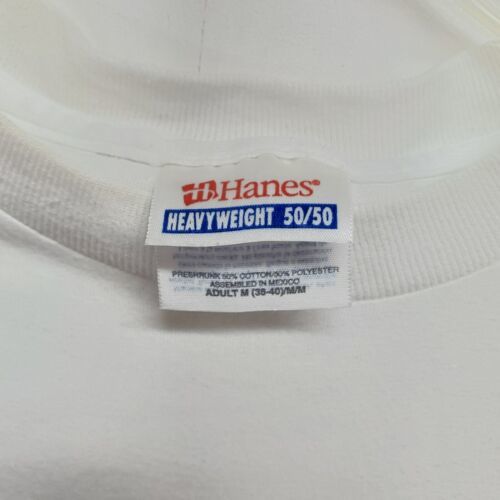 Hanes®
HEAVYWEIGHT 50/50
PRESHRUNK 50% COTTON/50% POLYESTER
ASSEMBLED IN MEXICO
ADULT M (38-40)/M/M